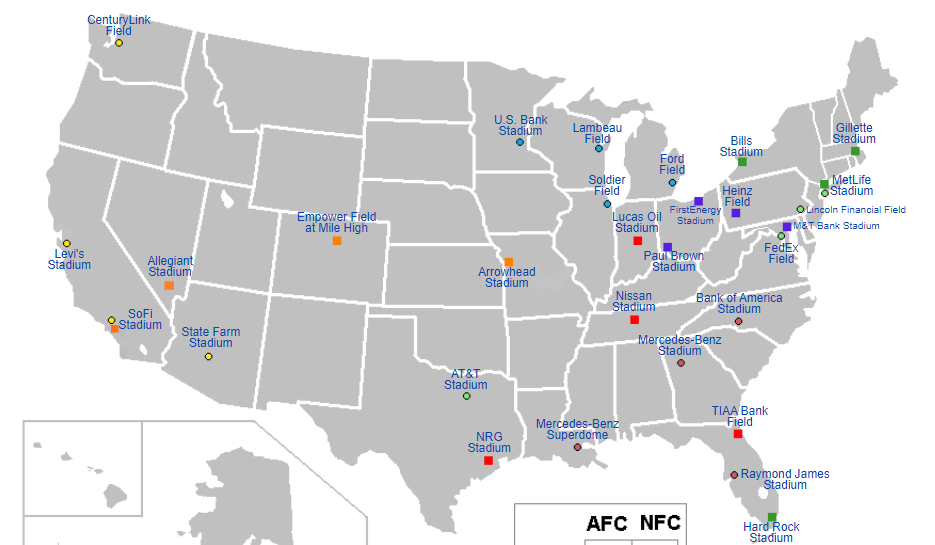 CenturyLink
Field
U.S. Bank
Stadium
Lambeau
Field
Gillette
Stadium
Bills
Stadium
Ford
Field
Soldier
Field
MetLife
Stadium
Heinz
Field
FirstEnergy
Stadium
Lincoln Financial Field
Empower Field
at Mile High
Lucas Oil
Stadium
M&T Bank Stadium
Levi's
Stadium
Allegiant
Stadium
Arrowhead
Stadium
Paul Brown
Stadium
FedEx
Field
Nissan
Stadium
Bank of America
Stadium
SoFi
Stadium
State Farm
Stadium
Mercedes-Benz
Stadium
AT&T
Stadium
TIAA Bank
Field
Mercedes-Benz
Superdome
NRG
Stadium
Raymond James
Stadium
Hard Rock
Stadium
AFC NFC